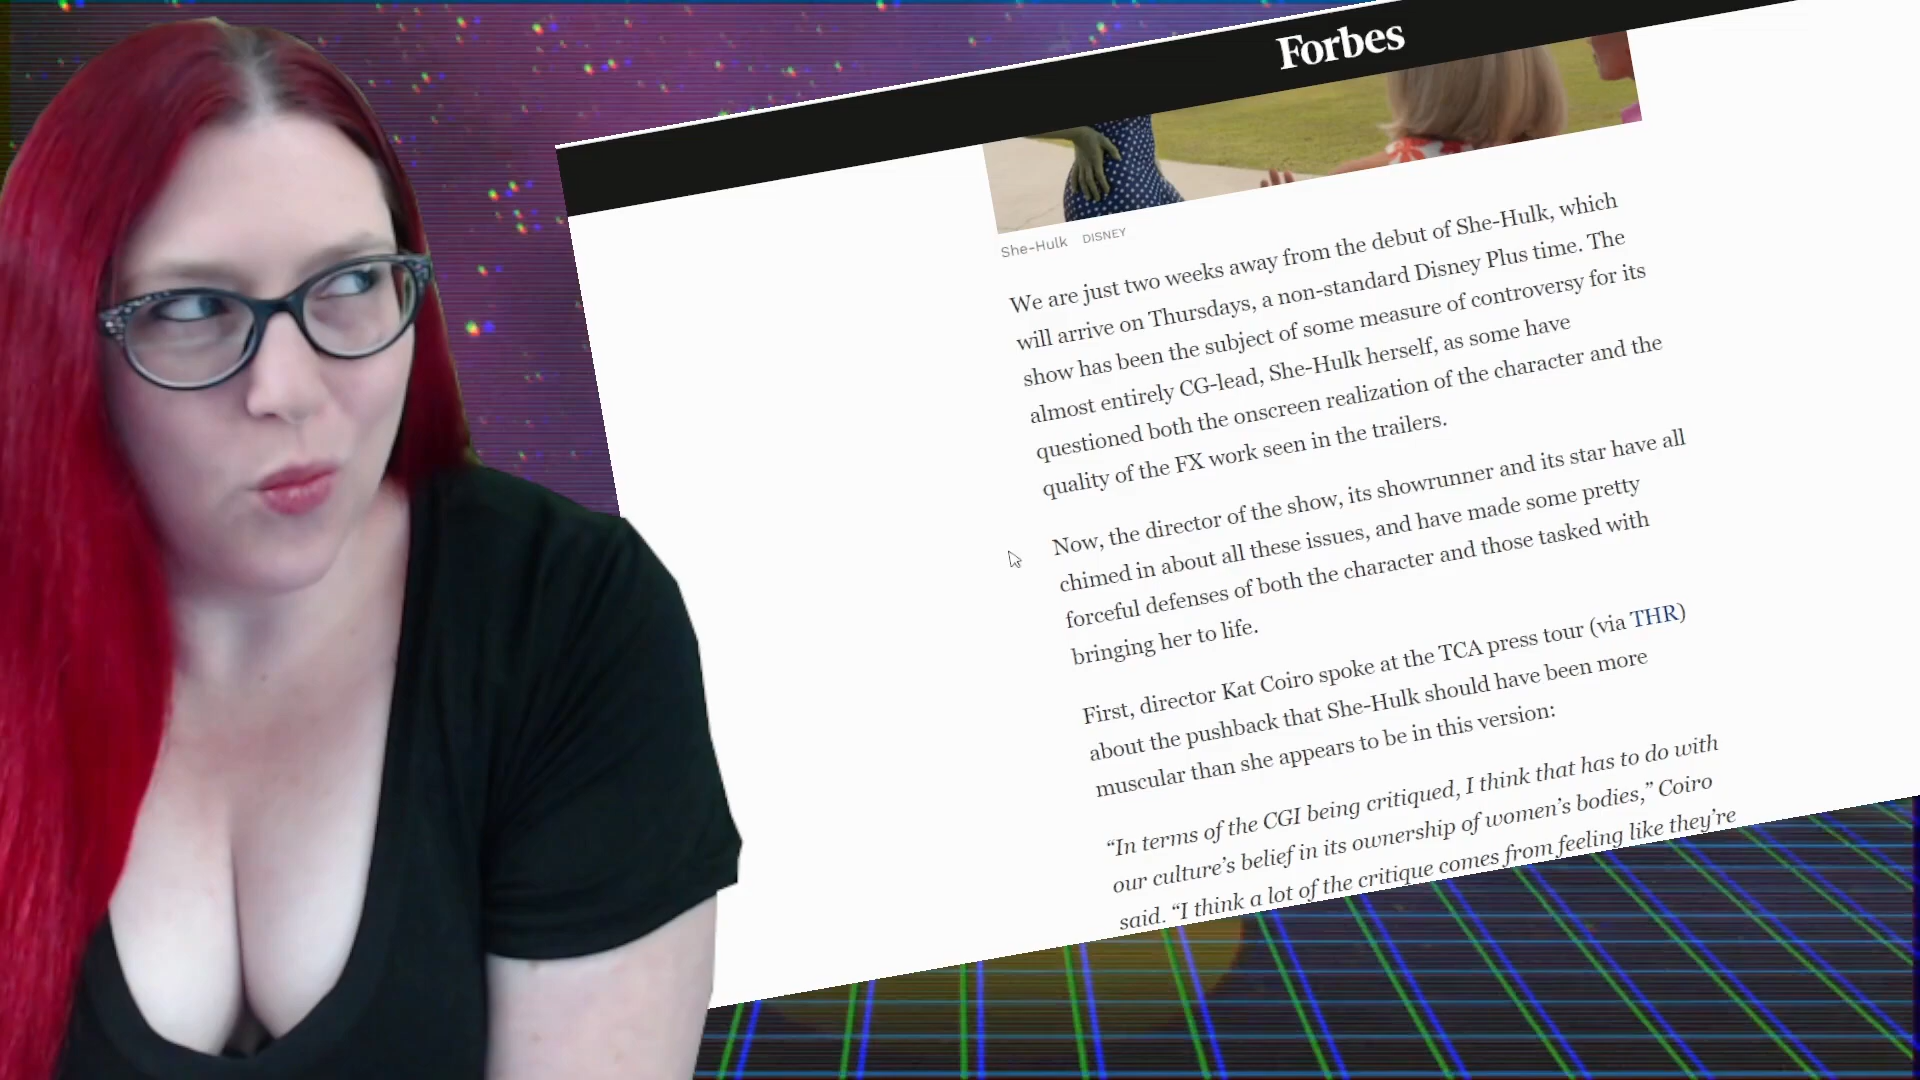 Forbes
She-Hulk DISNEY
We are just two weeks away from the debut of She-Hulk, which
will arrive on Thursdays, a non-standard Disney Plus time. The
show has been the subject of some measure of controversy for its
almost entirely CG-lead, She-Hulk herself, as some have
questioned both the onscreen realization of the character and the
quality of the FX work seen in the trailers.
Now, the director of the show, its showrunner and its star have all
chimed in about all these issues, and have made some pretty
forceful defenses of both the character and those tasked with
bringing her to life.
First, director Kat Coiro spoke at the TCA press tour (via THR)
about the pushback that She-Hulk should have been more
muscular than she appears to be in this version:
“In terms of the CGI being critiqued, I think that has to do with
our culture’s belief in its ownership of women’s bodies,” Coiro
said. “I think a lot of the critique comes from feeling like they’re